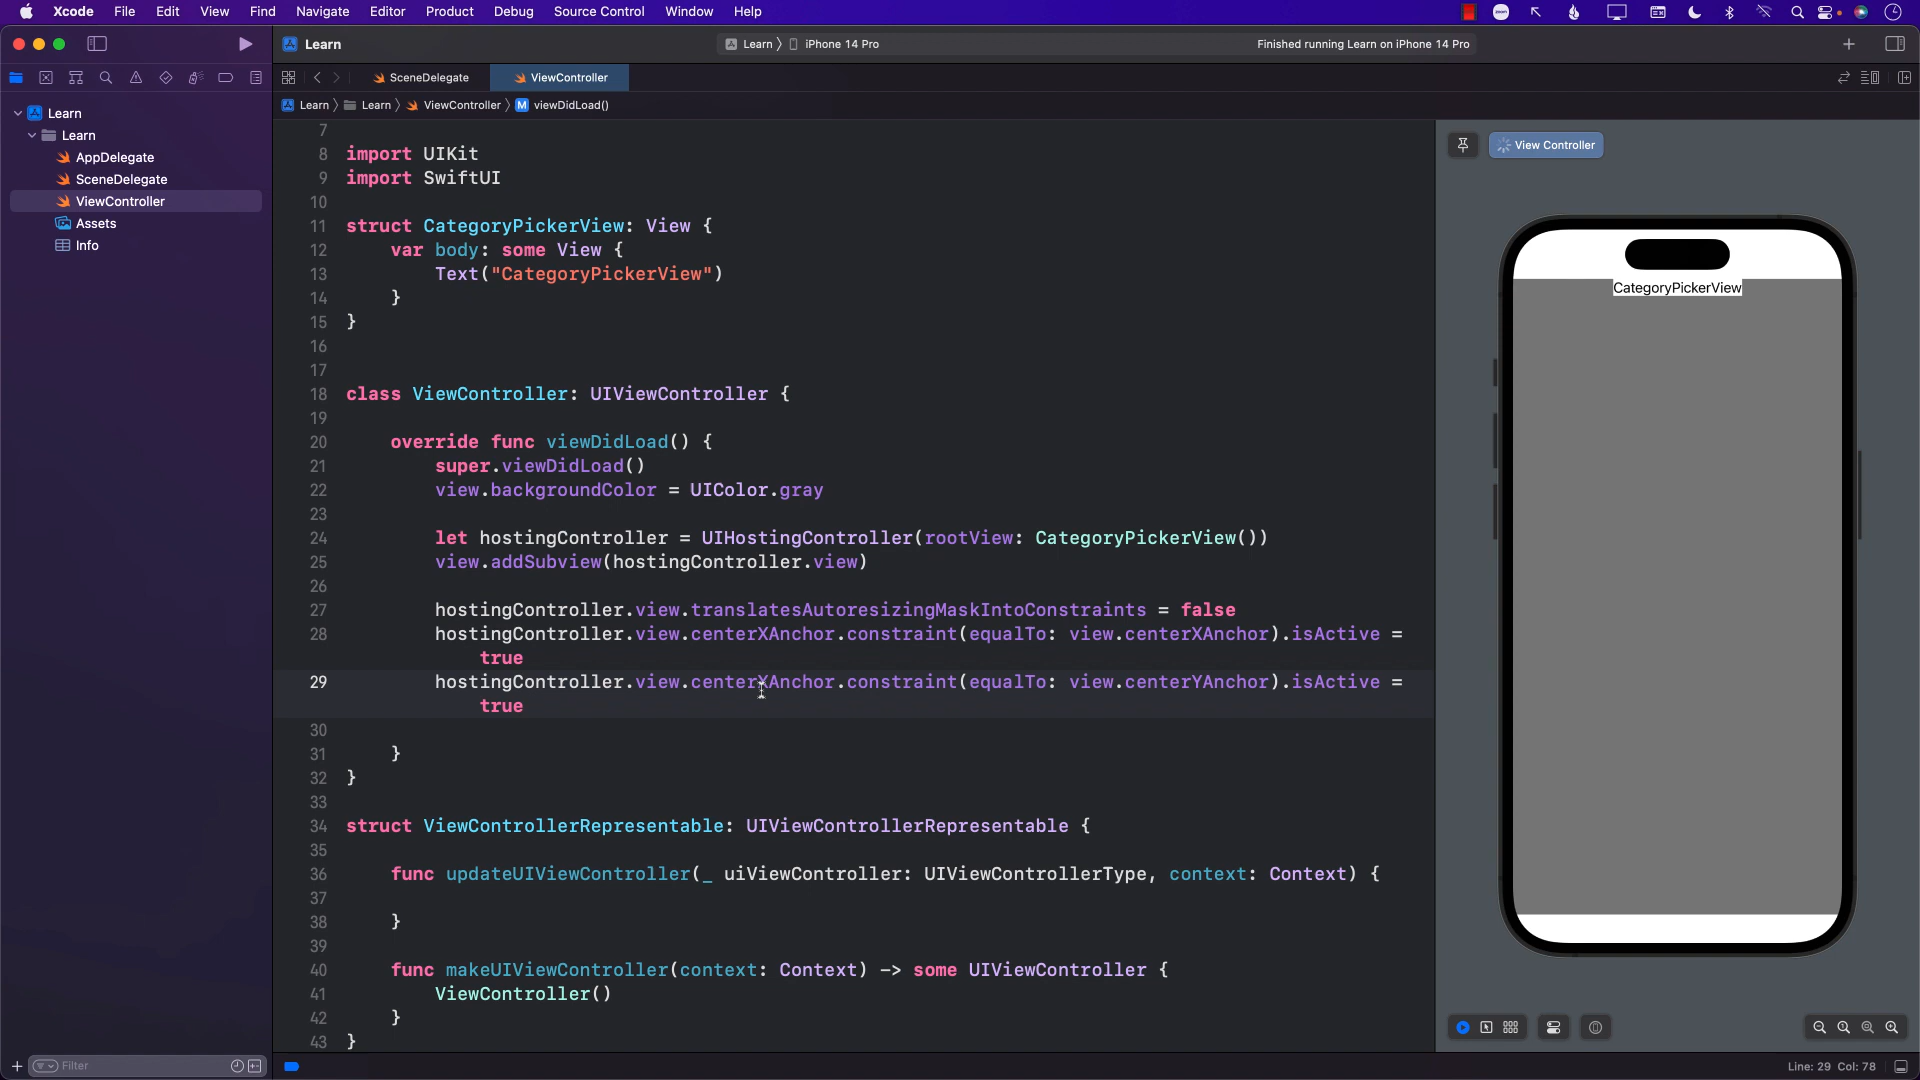 Xcode File Edit View Find Navigate Editor Product Debug Source Control Window Help
Learn
Learn iPhone 14 Pro
Finished running Learn on iPhone 14 Pro
SceneDelegate
ViewController
Learn Learn ViewController M viewDidLoad()
Learn
Learn
AppDelegate
SceneDelegate
ViewController
Assets
Info
7
8 import UIKit
9 import SwiftUI
10
11 struct CategoryPickerView: View {
12 var body: some View {
13 Text("CategoryPickerView")
14 }
15 }
16
17
18 class ViewController: UIViewController {
19
20 override func viewDidLoad() {
21 super.viewDidLoad()
22 view.backgroundColor = UIColor.gray
23
24 let hostingController = UIHostingController(rootView: CategoryPickerView())
25 view.addSubview(hostingController.view)
26
27 hostingController.view.translatesAutoresizingMaskIntoConstraints = false
28 hostingController.view.centerXAnchor.constraint(equalTo: view.centerXAnchor).isActive =
true
29 hostingController.view.centerXAnchor.constraint(equalTo: view.centerYAnchor).isActive =
true
30
31 }
32 }
33
34 struct ViewControllerRepresentable: UIViewControllerRepresentable {
35
36 func updateUIViewController(_ uiViewController: UIViewControllerType, context: Context) {
37
38 }
39
40 func makeUIViewController(context: Context) -> some UIViewController {
41 ViewController()
42 }
43 }
View Controller
CategoryPickerView
Filter
Line: 29 Col: 78